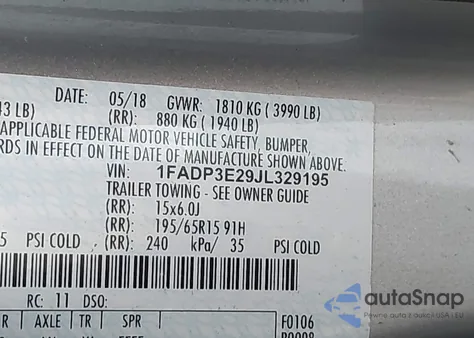 DATE: 05/18 GVWR: 1810 KG ( 3990 LB)
43 LB) (RR): 880 KG ( 1940 LB)
APPLICABLE FEDERAL MOTOR VEHICLE SAFETY, BUMPER,
RDS IN EFFECT ON THE DATE OF MANUFACTURE SHOWN ABOVE.
VIN: 1FADP3E29JL329195
TRAILER TOWING - SEE OWNER GUIDE
(RR): 15x6.0J
(RR): 195/65R15 91H
5 PSI COLD (RR): 240 kPa/ 35 PSI COLD
RC: 11 DSO:
R AXLE TR SPR F0106
autoSnap